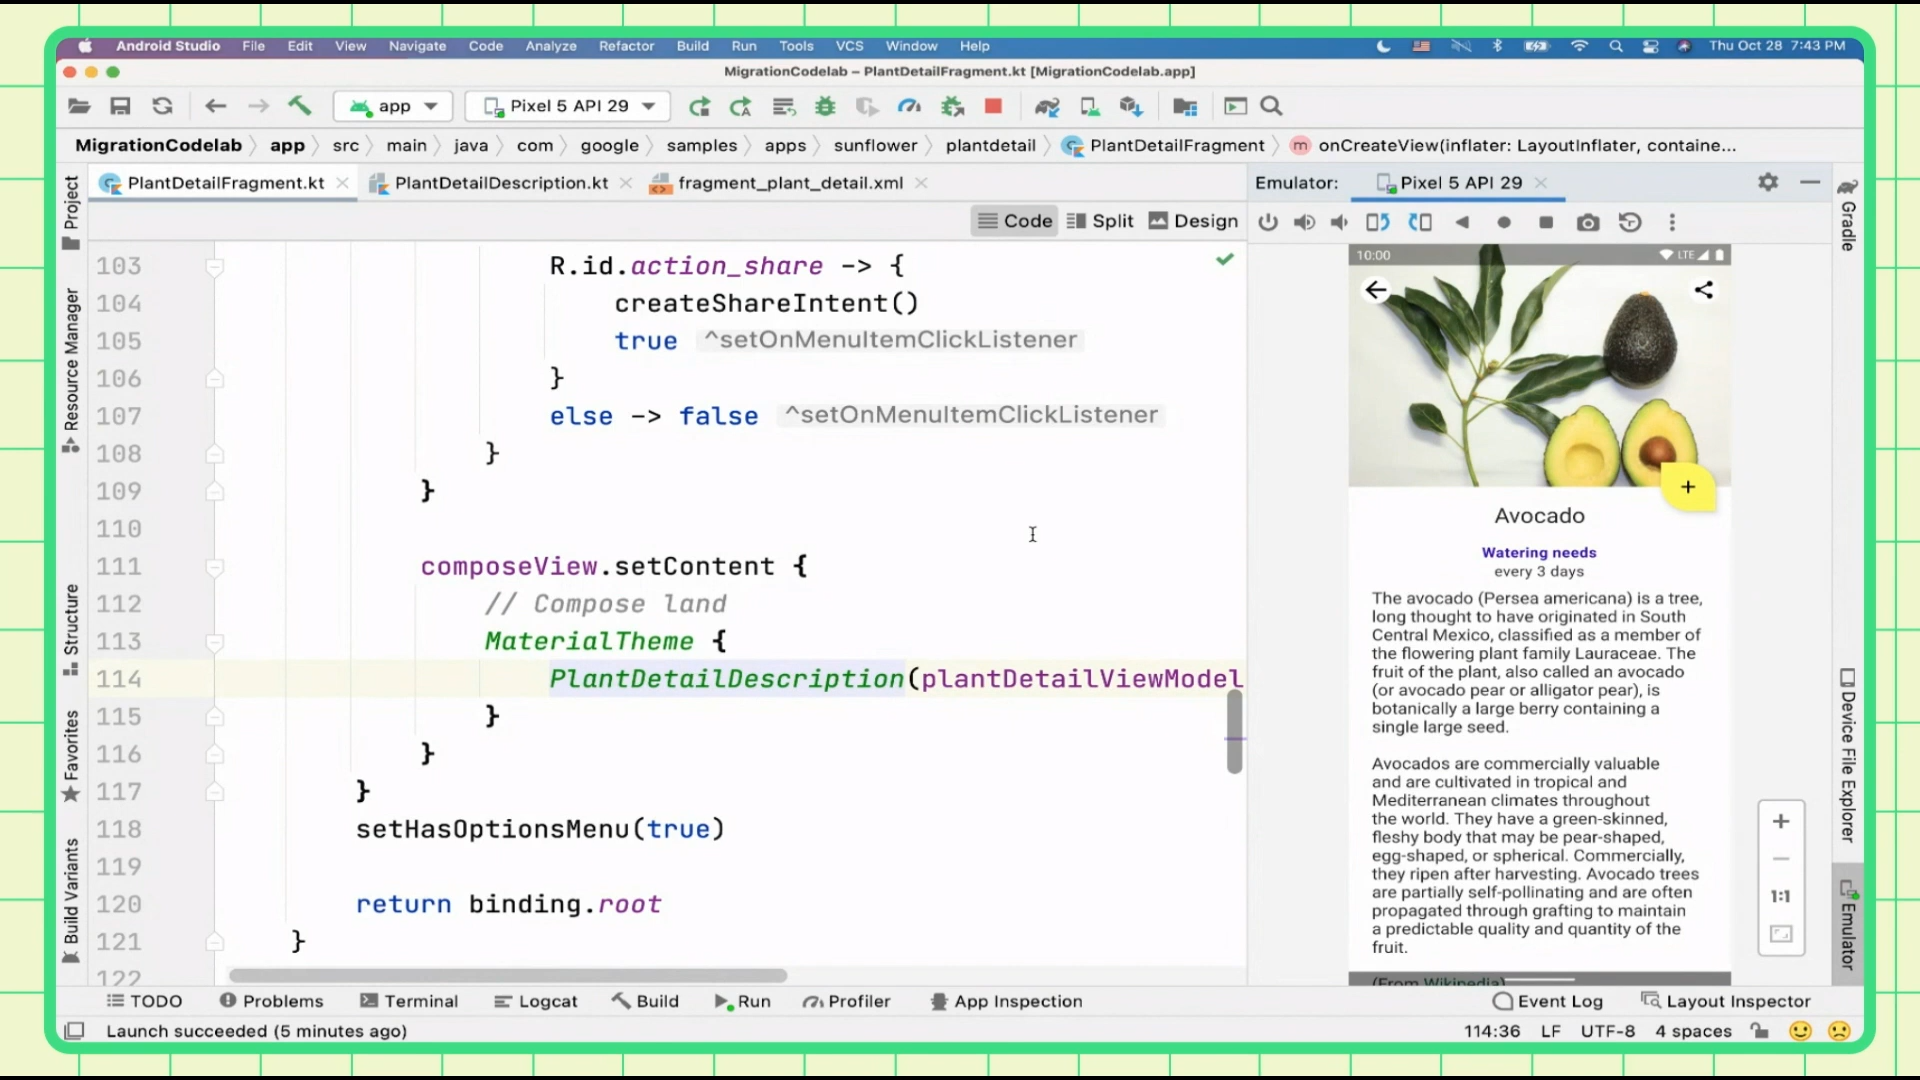 Android Studio File Edit View Navigate Code Analyze Refactor Build Run Tools VCS Window Help Thu Oct 28 7:43 PM
MigrationCodelab – PlantDetailFragment.kt [MigrationCodelab.app]
app Pixel 5 API 29
MigrationCodelab app src main java com google samples apps sunflower plantdetail PlantDetailFragment onCreateView(inflater: LayoutInflater, containe...
PlantDetailFragment.kt PlantDetailDescription.kt fragment_plant_detail.xml Emulator: Pixel 5 API 29
Code Split Design
Project
Resource Manager
Structure
Favorites
Build Variants
103 R.id.action_share -> {
104 createShareIntent()
105 true ^setOnMenuItemClickListener
106 }
107 else -> false ^setOnMenuItemClickListener
108 }
109 }
110
111 composeView.setContent {
112 // Compose land
113 MaterialTheme {
114 PlantDetailDescription(plantDetailViewModel
115 }
116 }
117 }
118 setHasOptionsMenu(true)
119
120 return binding.root
121 }
122
10:00 LTE
+
Avocado
Watering needs
every 3 days
The avocado (Persea americana) is a tree,
long thought to have originated in South
Central Mexico, classified as a member of
the flowering plant family Lauraceae. The
fruit of the plant, also called an avocado
(or avocado pear or alligator pear), is
botanically a large berry containing a
single large seed.
Avocados are commercially valuable
and are cultivated in tropical and
Mediterranean climates throughout
the world. They have a green-skinned,
fleshy body that may be pear-shaped,
egg-shaped, or spherical. Commercially,
they ripen after harvesting. Avocado trees
are partially self-pollinating and are often
propagated through grafting to maintain
a predictable quality and quantity of the
fruit.
(From Wikipedia)
+
−
1:1
Gradle
Device File Explorer
Emulator
TODO Problems Terminal Logcat Build Run Profiler App Inspection Event Log Layout Inspector
Launch succeeded (5 minutes ago) 114:36 LF UTF-8 4 spaces